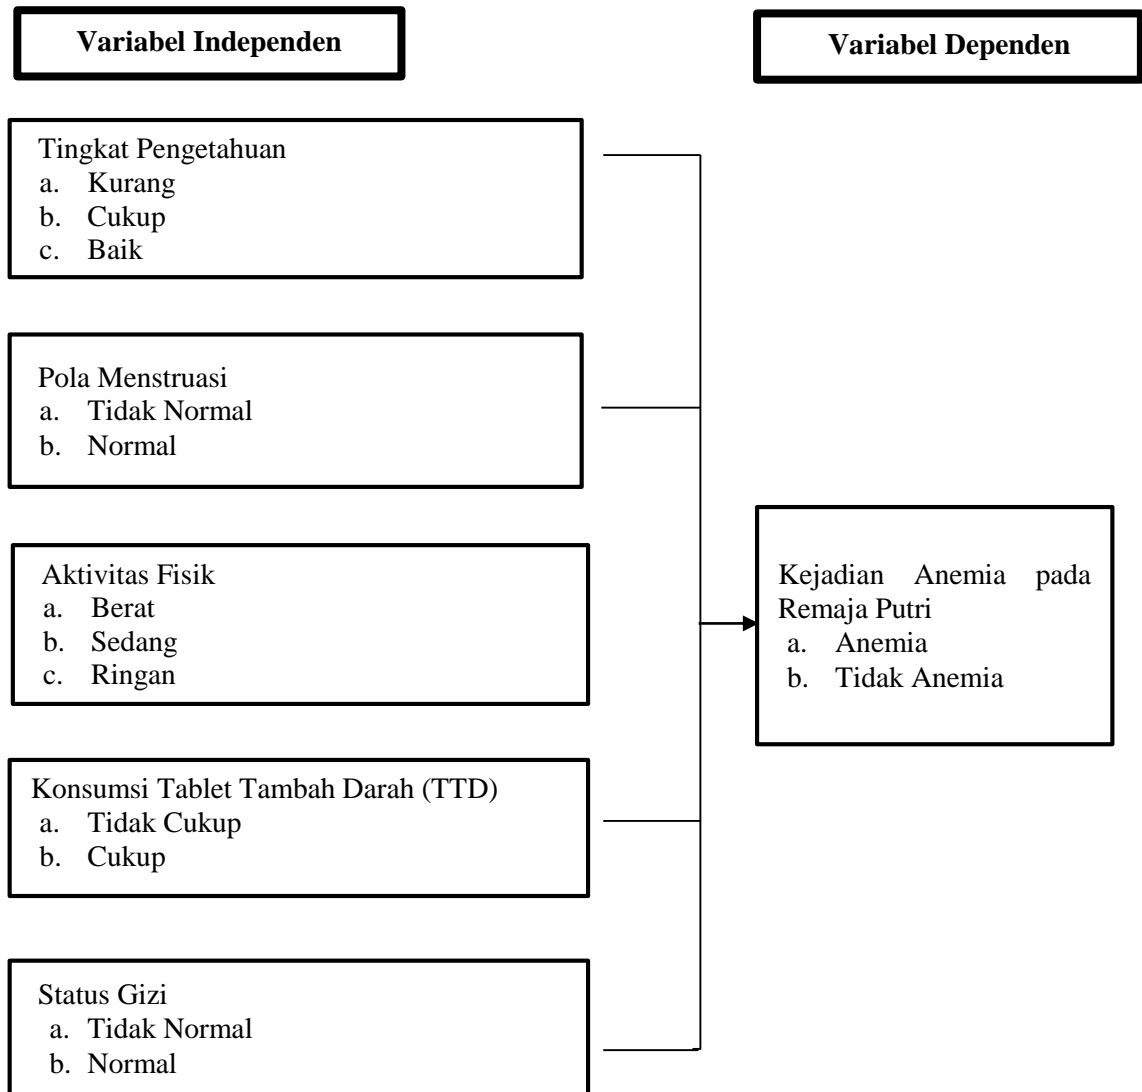 Variabel Independen
Variabel Dependen
Tingkat Pengetahuan
a. Kurang
b. Cukup
c. Baik
Pola Menstruasi
a. Tidak Normal
b. Normal
Aktivitas Fisik
a. Berat
b. Sedang
c. Ringan
Kejadian Anemia pada
Remaja Putri
a. Anemia
b. Tidak Anemia
Konsumsi Tablet Tambah Darah (TTD)
a. Tidak Cukup
b. Cukup
Status Gizi
a. Tidak Normal
b. Normal